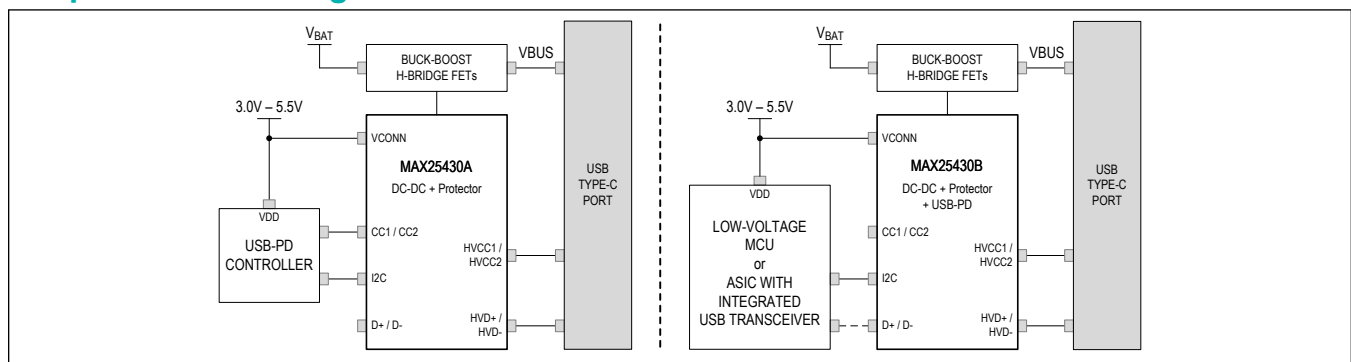 VBAT
BUCK-BOOST
H-BRIDGE FETs
VBUS
3.0V – 5.5V
VCONN
MAX25430A
DC-DC + Protector
VDD
USB-PD
CONTROLLER
CC1 / CC2
I2C
D+ / D-
HVCC1 /
HVCC2
HVD+ /
HVD-
USB
TYPE-C
PORT
VBAT
BUCK-BOOST
H-BRIDGE FETs
VBUS
3.0V – 5.5V
VCONN
MAX25430B
DC-DC + Protector
+ USB-PD
VDD
LOW-VOLTAGE
MCU
or
ASIC WITH
INTEGRATED
USB TRANSCEIVER
CC1 / CC2
I2C
D+ / D-
HVCC1 /
HVCC2
HVD+ /
HVD-
USB
TYPE-C
PORT